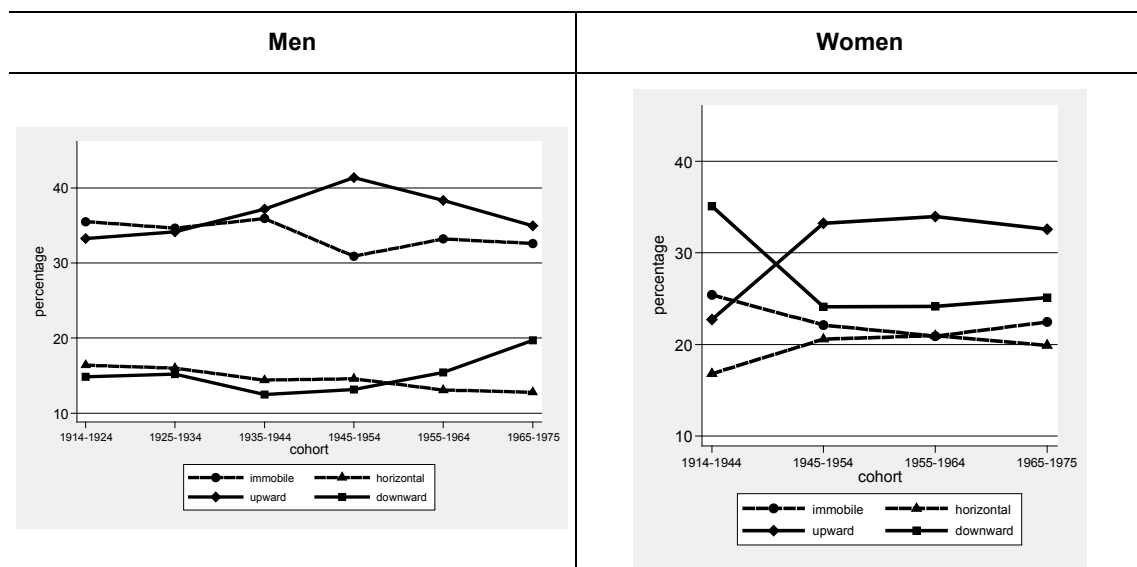 Men
Women
percentage
40
30
20
10
1914-1924 1925-1934 1935-1944 1945-1954 1955-1964 1965-1975
cohort
immobile horizontal
upward downward
percentage
40
30
20
10
1914-1944 1945-1954 1955-1964 1965-1975
cohort
immobile horizontal
upward downward